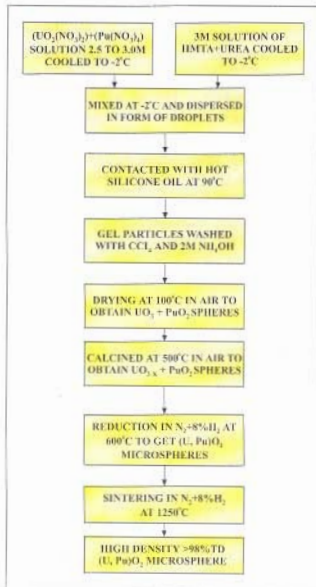 (UO2(NO3)2)+(Pu(NO3)4)
SOLUTION 2.5 TO 3.0M
COOLED TO -2°C
3M SOLUTION OF
HMTA+UREA COOLED
TO -2°C
MIXED AT -2°C AND DISPERSED
IN FORM OF DROPLETS
CONTACTED WITH HOT
SILICONE OIL AT 90°C
GEL PARTICLES WASHED
WITH CCl4 AND 2M NH4OH
DRYING AT 100°C IN AIR TO
OBTAIN UO3 + PuO2 SPHERES
CALCINED AT 500°C IN AIR TO
OBTAIN UO3-X + PuO2 SPHERES
REDUCTION IN N2+8%H2 AT
600°C TO GET (U, Pu)O2
MICROSPHERES
SINTERING IN N2+8%H2
AT 1250°C
HIGH DENSITY >98%TD
(U, Pu)O2 MICROSPHERE